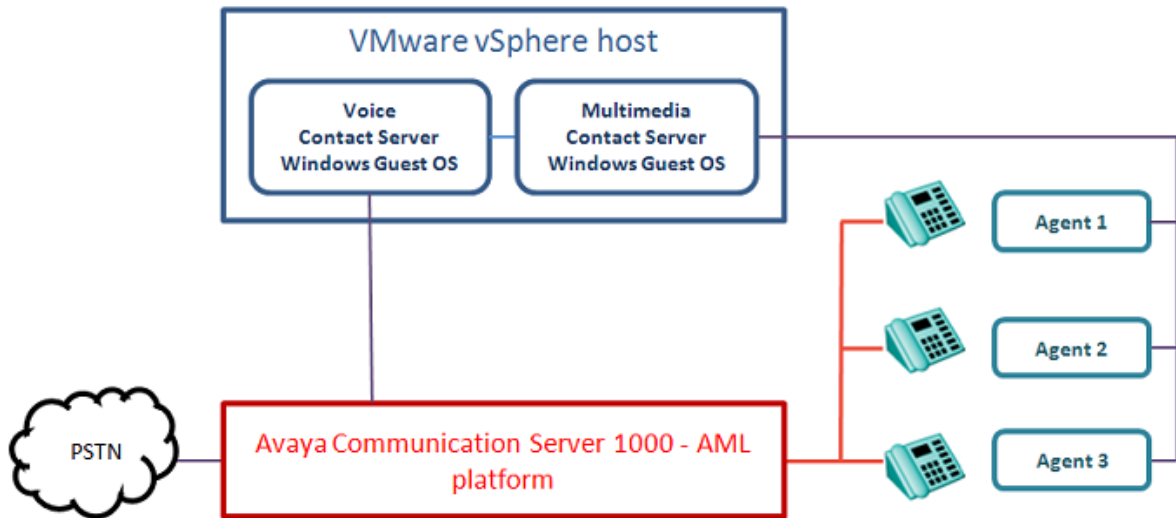 VMware vSphere host
Voice
Contact Server
Windows Guest OS
Multimedia
Contact Server
Windows Guest OS
Agent 1
Agent 2
Agent 3
PSTN
Avaya Communication Server 1000 - AML
platform